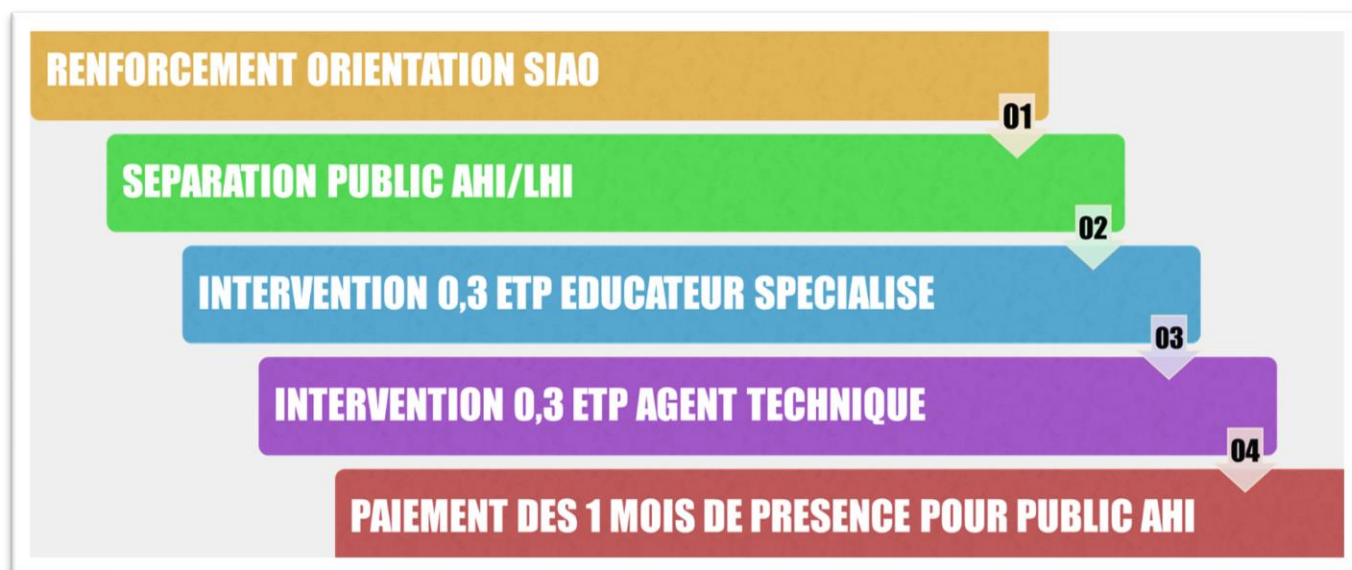 RENFORCEMENT ORIENTATION SIAO
01
SEPARATION PUBLIC AHI/LHI
02
INTERVENTION 0,3 ETP EDUCATEUR SPECIALISE
03
INTERVENTION 0,3 ETP AGENT TECHNIQUE
04
PAIEMENT DES 1 MOIS DE PRESENCE POUR PUBLIC AHI